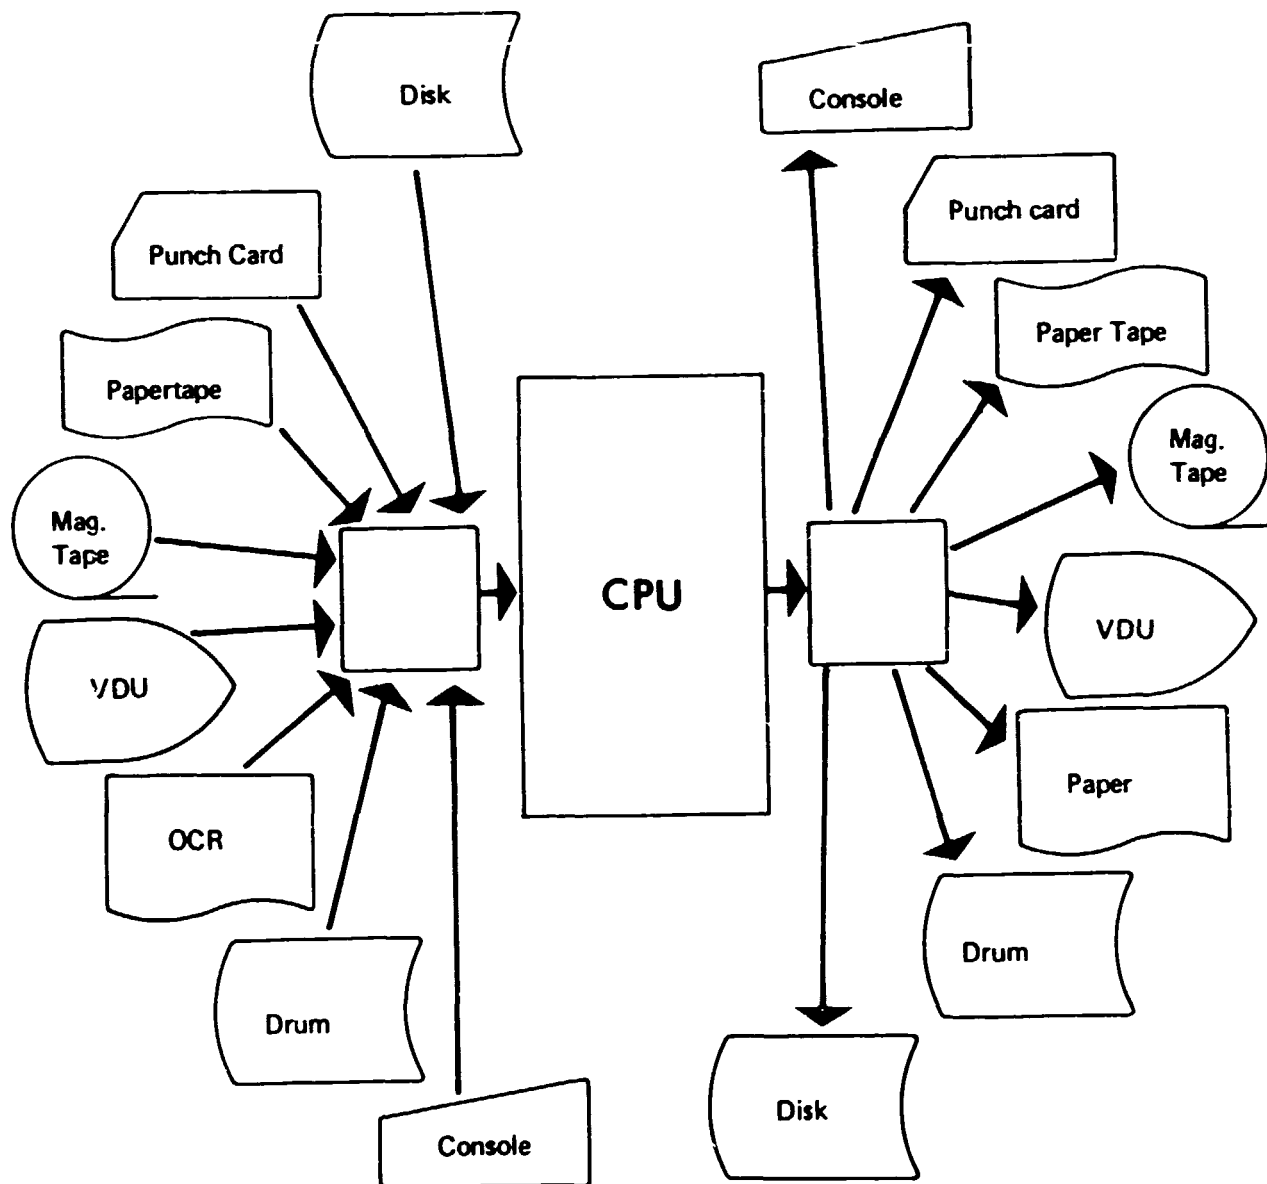 Disk
Console
Punch Card
Punch card
Papertape
Paper Tape
Mag.
Tape
Mag.
Tape
CPU
VDU
VDU
OCR
Paper
Drum
Drum
Console
Disk